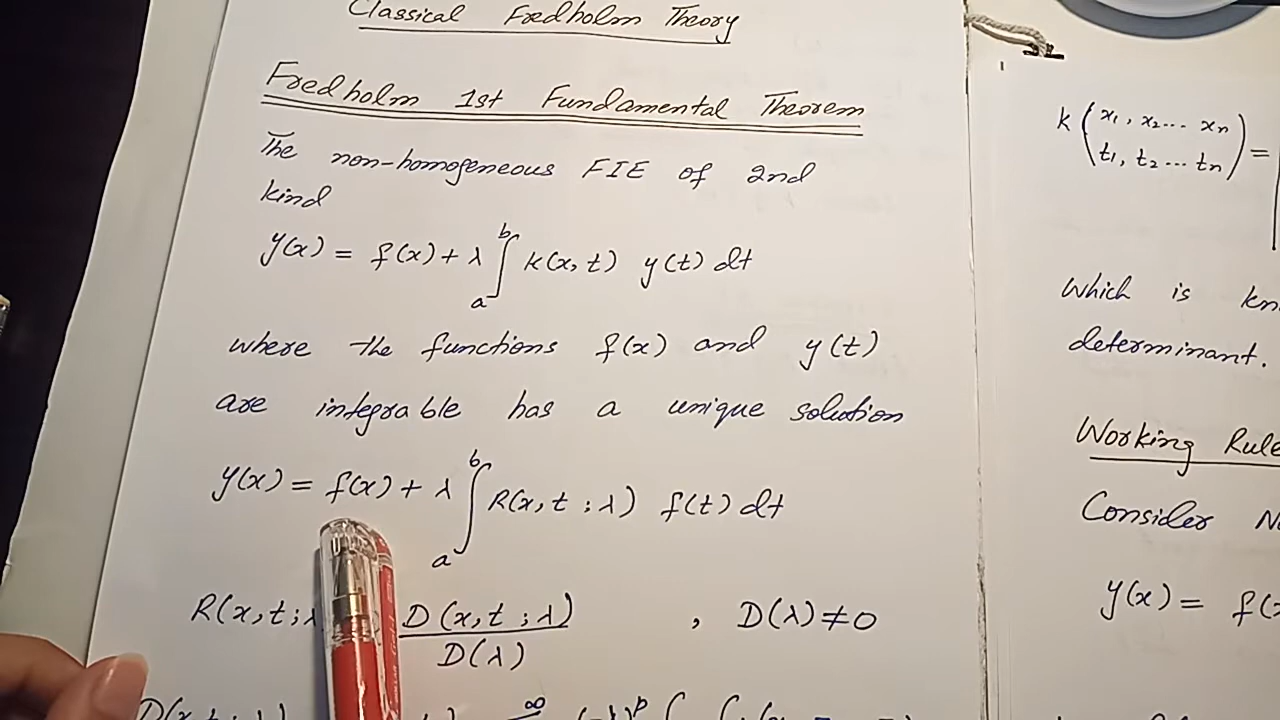 Classical Fredholm Theory
Fredholm 1st Fundamental Theorem
The non-homogeneous FIE of 2nd
kind
y(x) = f(x) + λ ∫_a^b K(x, t) y(t) dt
where the functions f(x) and y(t)
are integrable has a unique solution
y(x) = f(x) + λ ∫_a^b R(x, t ; λ) f(t) dt
R(x, t ; λ D(x, t ; λ) / D(λ) , D(λ) ≠ 0
D(x, t ; λ) ∞ (-λ)^p ∫
K (x₁, x₂ ... xn
t₁, t₂ ... tn) =
Which is
determinant.
Working Rule
Consider
y(x) =